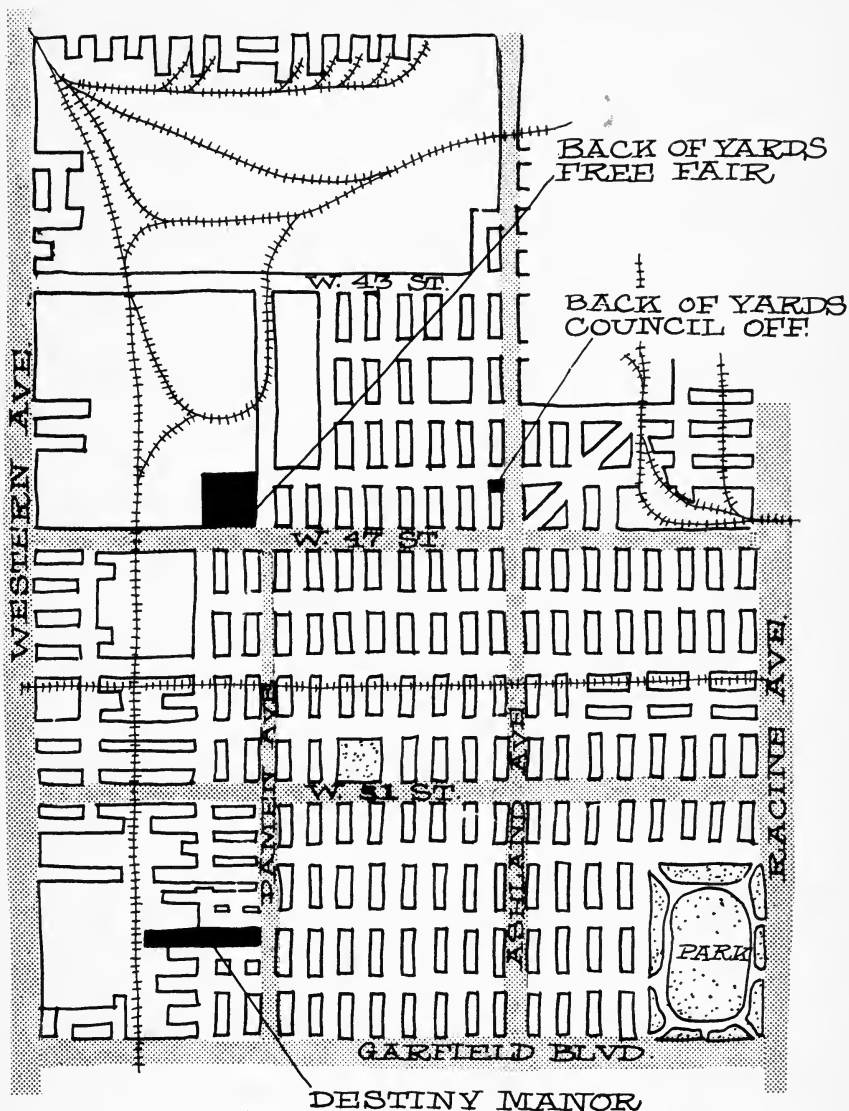 BACK OF YARDS
FREE FAIR
W. 43 ST.
BACK OF YARDS
COUNCIL OFF.
WESTERN AVE.
W. 47 ST
DAMEN AVE
ASHLAND AVE
RACINE AVE.
W. 51 ST.
PARK
GARFIELD BLVD.
DESTINY MANOR